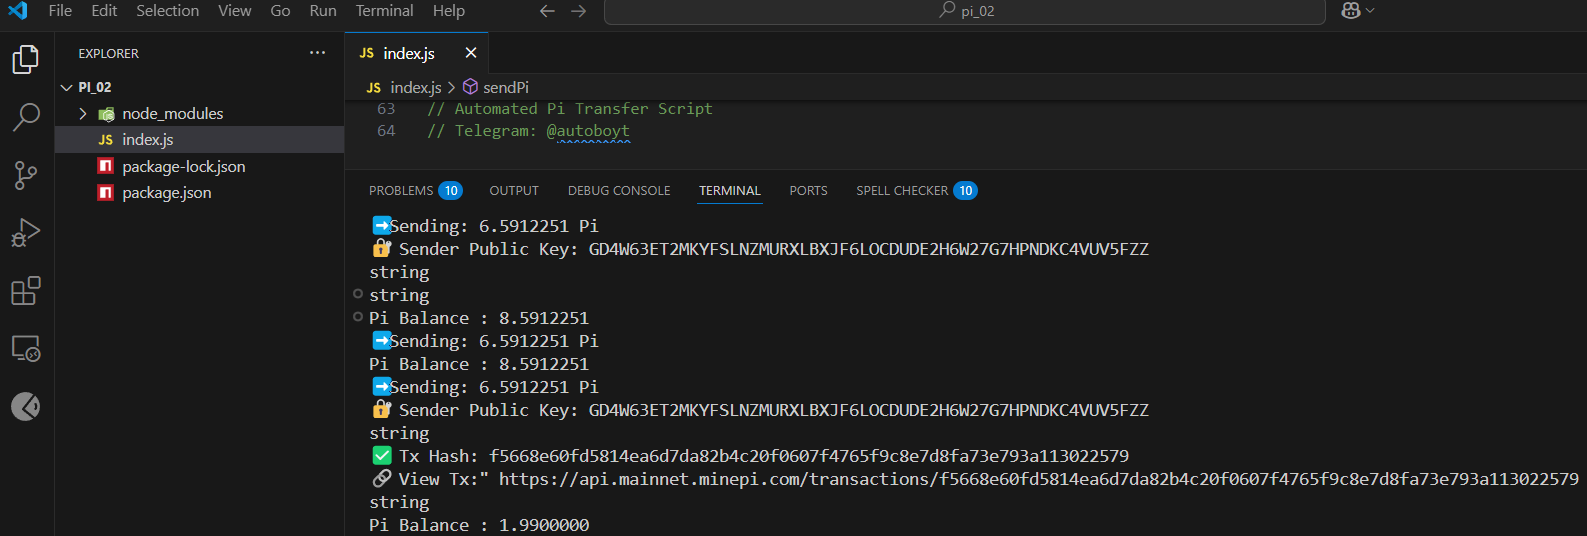 File Edit Selection View Go Run Terminal Help pi_02
EXPLORER
PI_02
node_modules
JS index.js
package-lock.json
package.json
JS index.js
JS index.js > sendPi
63 // Automated Pi Transfer Script
64 // Telegram: @autoboyt
PROBLEMS 10 OUTPUT DEBUG CONSOLE TERMINAL PORTS SPELL CHECKER 10
➡️Sending: 6.5912251 Pi
🔐 Sender Public Key: GD4W63ET2MKYFSLNZMURXLBXJF6LOCDUDE2H6W27G7HPNDKC4VUV5FZZ
string
string
Pi Balance : 8.5912251
➡️Sending: 6.5912251 Pi
Pi Balance : 8.5912251
➡️Sending: 6.5912251 Pi
🔐 Sender Public Key: GD4W63ET2MKYFSLNZMURXLBXJF6LOCDUDE2H6W27G7HPNDKC4VUV5FZZ
string
✅ Tx Hash: f5668e60fd5814ea6d7da82b4c20f0607f4765f9c8e7d8fa73e793a113022579
🔗 View Tx:" https://api.mainnet.minepi.com/transactions/f5668e60fd5814ea6d7da82b4c20f0607f4765f9c8e7d8fa73e793a113022579
string
Pi Balance : 1.9900000